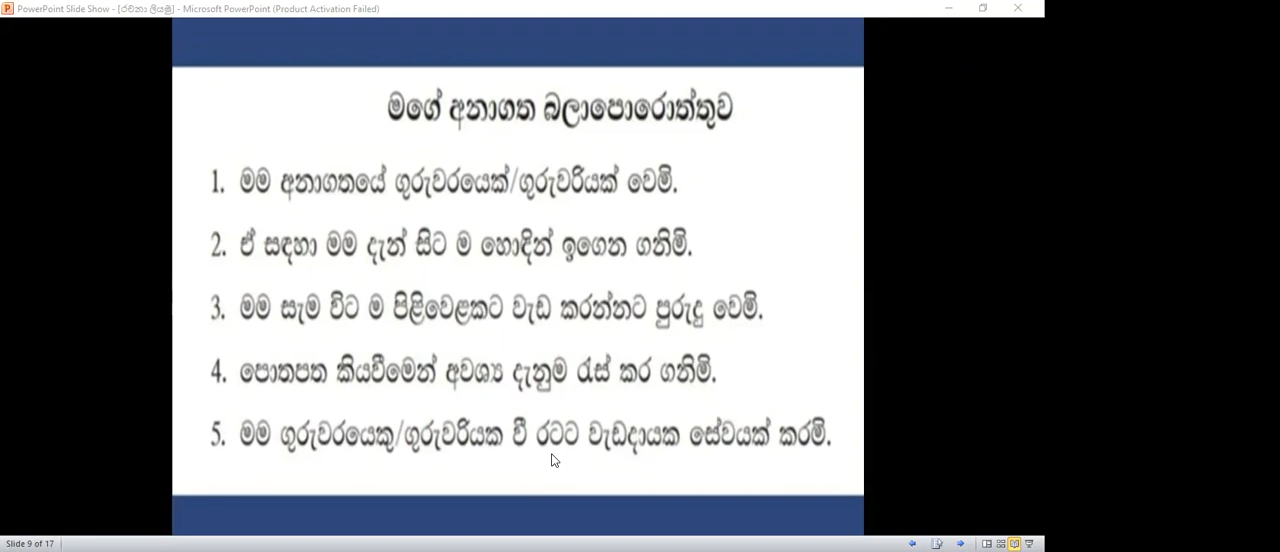 PowerPoint Slide Show - [රචනා ලියමු] - Microsoft PowerPoint (Product Activation Failed)
මගේ අනාගත බලාපොරොත්තුව
1. මම අනාගතයේ ගුරුවරයෙක්/ගුරුවරියක් වෙමි.
2. ඒ සඳහා මම දැන් සිට ම හොඳින් ඉගෙන ගනිමි.
3. මම සැම විට ම පිළිවෙළකට වැඩ කරන්නට පුරුදු වෙමි.
4. පොතපත කියවීමෙන් අවශ්‍ය දැනුම රැස් කර ගනිමි.
5. මම ගුරුවරයෙකු/ගුරුවරියක වී රටට වැඩදායක සේවයක් කරමි.
Slide 9 of 17